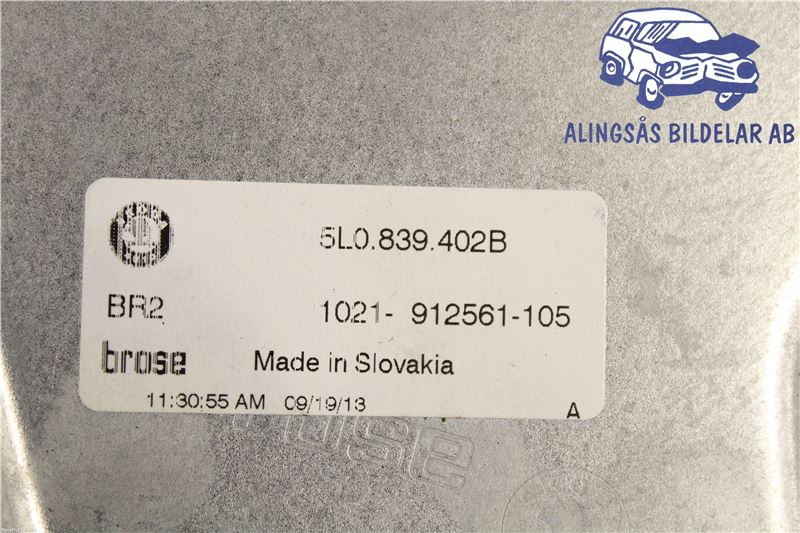 ALINGSÅS BILDELAR AB
5L0.839.402B
BR2 1021- 912561-105
brose Made in Slovakia
11:30:55 AM 09/19/13 A
brose